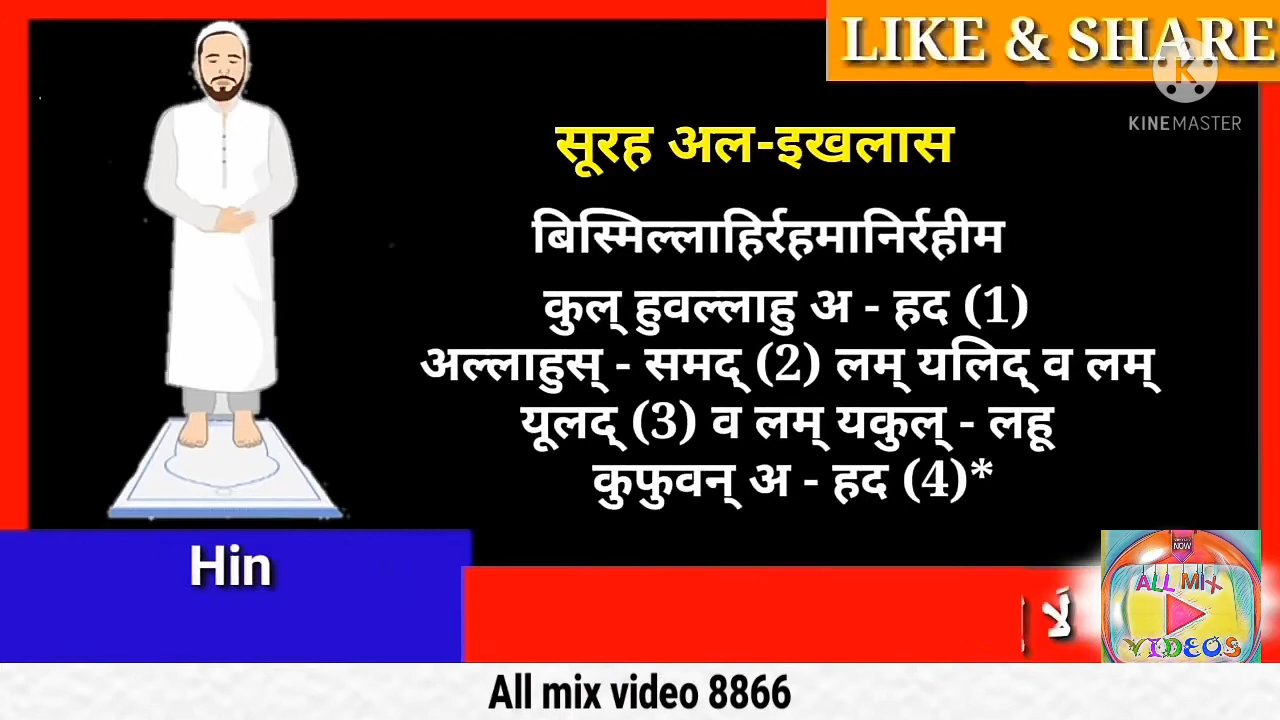 LIKE & SHARE
KINEMASTER
सूरह अल-इखलास
बिस्मिल्लाहिर्रहमानिर्रहीम
कुल् हुवल्लाहु अ - हद (1)
अल्लाहुस् - समद् (2) लम् यलिद् व लम्
यूलद् (3) व लम् यकुल् - लहू
कुफुवन् अ - हद (4)*
Hin
لَا
NOW
ALL MIX
VIDEOS
All mix video 8866